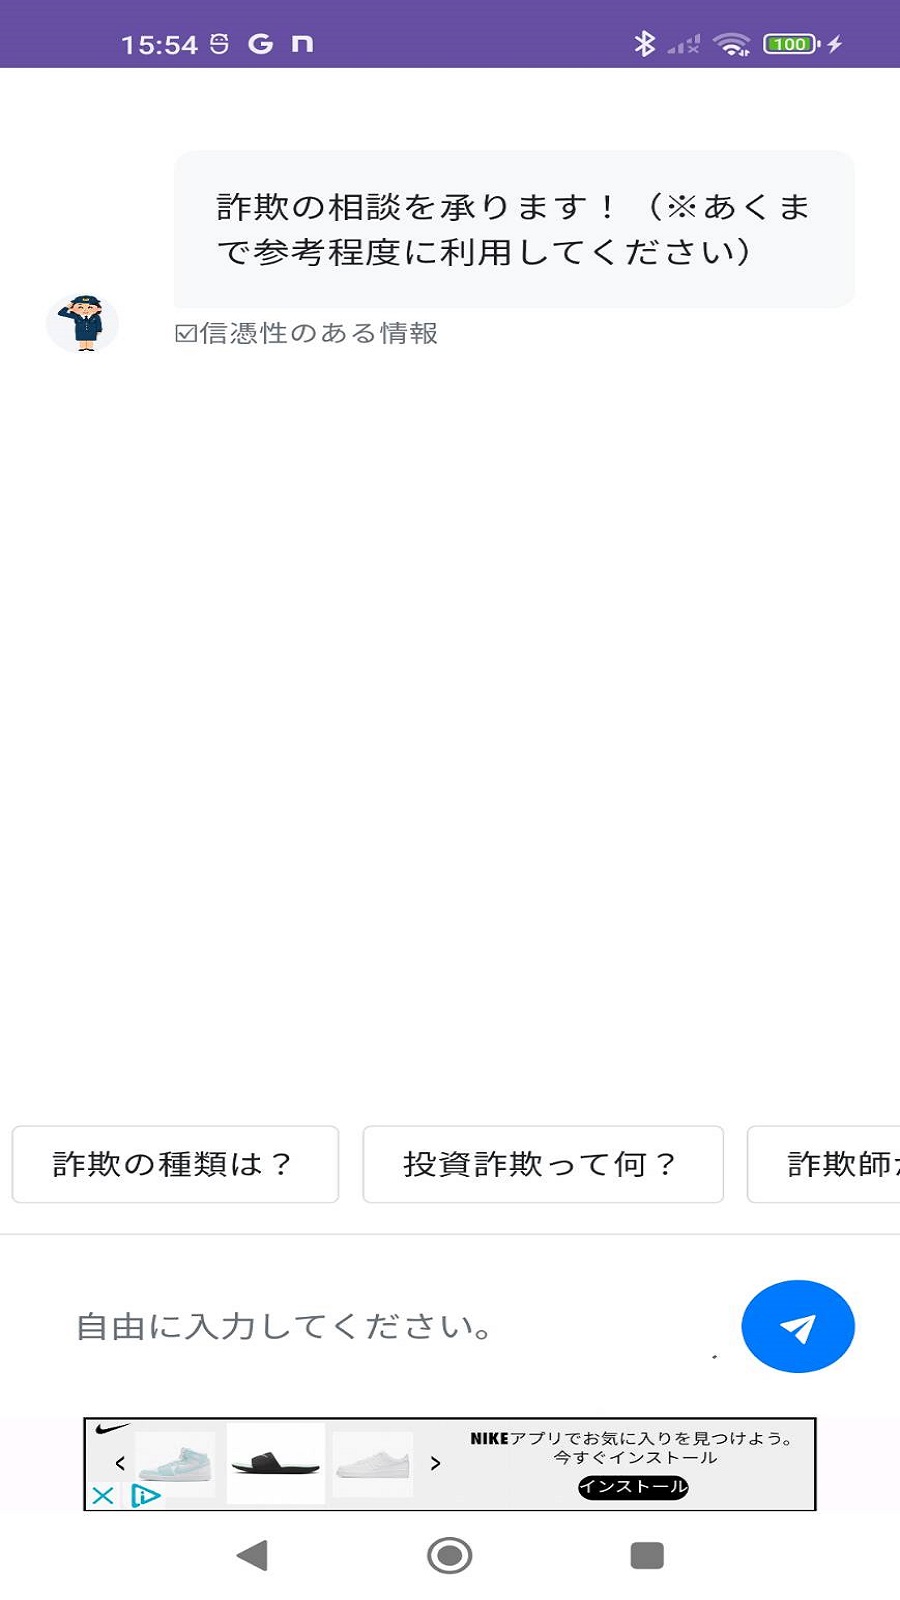 15:54
100
詐欺の相談を承ります！（※あくま
で参考程度に利用してください）
☑信憑性のある情報
詐欺の種類は？
投資詐欺って何？
詐欺師
自由に入力してください。
NIKEアプリでお気に入りを見つけよう。
今すぐインストール
インストール